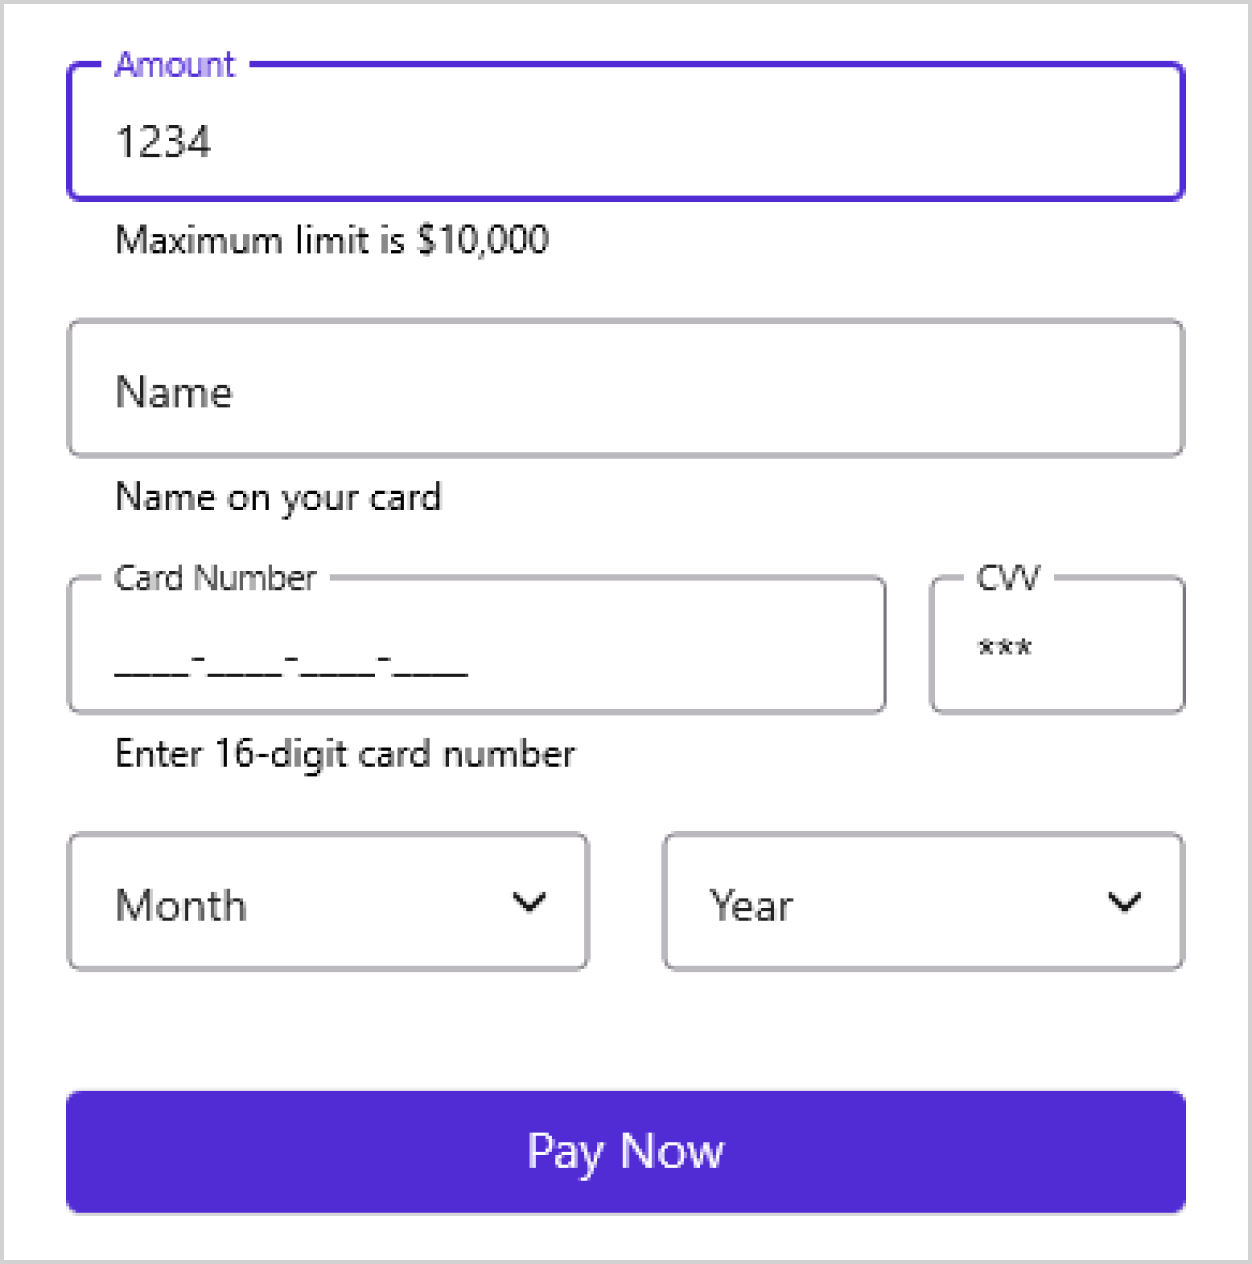 Amount
1234
Maximum limit is $10,000
Name
Name on your card
Card Number CVV
____-____-____-____ ***
Enter 16-digit card number
Month Year
Pay Now